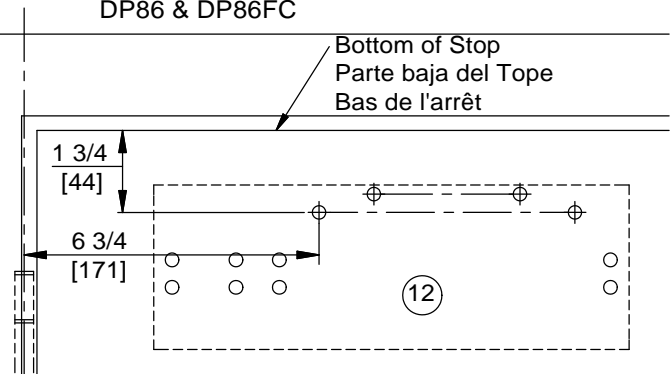 DP86 & DP86FC
Bottom of Stop
Parte baja del Tope
Bas de l'arrêt
1 3/4
[44]
6 3/4
[171]
12